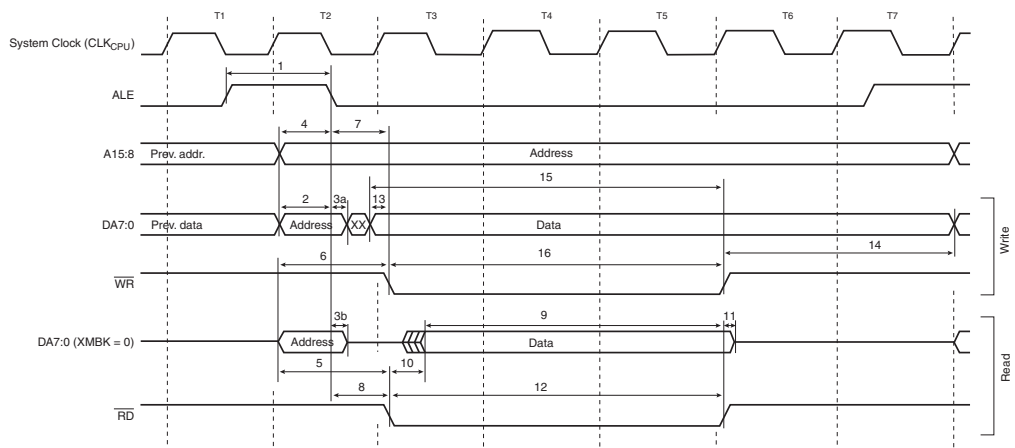 T1 T2 T3 T4 T5 T6 T7
System Clock (CLKCPU)
1
ALE
4 7
A15:8 Prev. addr. Address
15
2 3a 13
DA7:0 Prev. data Address XX Data
14
6 16
WR
Write
3b 9 11
DA7:0 (XMBK = 0) Address Data
5 10
8 12
RD
Read